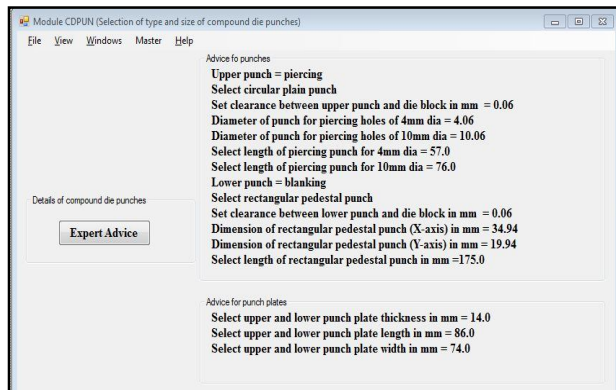 Module CDPUN (Selection of type and size of compound die punches)
File View Windows Master Help
Advice fo punches
Upper punch = piercing
Select circular plain punch
Set clearance between upper punch and die block in mm = 0.06
Diameter of punch for piercing holes of 4mm dia = 4.06
Diameter of punch for piercing holes of 10mm dia = 10.06
Select length of piercing punch for 4mm dia = 57.0
Select length of piercing punch for 10mm dia = 76.0
Lower punch = blanking
Select rectangular pedestal punch
Set clearance between lower punch and die block in mm = 0.06
Dimension of rectangular pedestal punch (X-axis) in mm = 34.94
Dimension of rectangular pedestal punch (Y-axis) in mm = 19.94
Select length of rectangular pedestal punch in mm =175.0
Details of compound die punches
Expert Advice
Advice for punch plates
Select upper and lower punch plate thickness in mm = 14.0
Select upper and lower punch plate length in mm = 86.0
Select upper and lower punch plate width in mm = 74.0